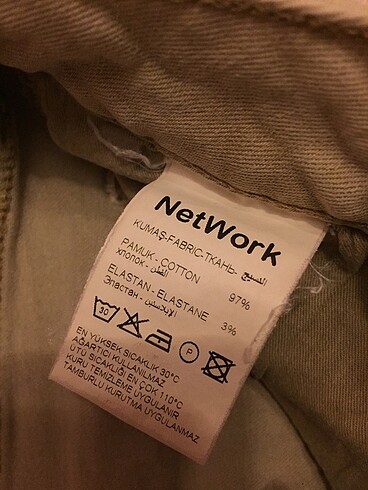 NetWork
KUMAŞ-FABRIC-ТКАНЬ- النسيج
PAMUK - COTTON 97%
хлопок - القطن
ELASTAN - ELASTANE 3%
Эластан - الإيلاستين
30 P
EN YÜKSEK SICAKLIK 30°C
AĞARTICI KULLANILMAZ
ÜTÜ SICAKLIĞI EN ÇOK 110°C
KURU TEMİZLEME UYGULANIR
TAMBURLU KURUTMA UYGULANMAZ